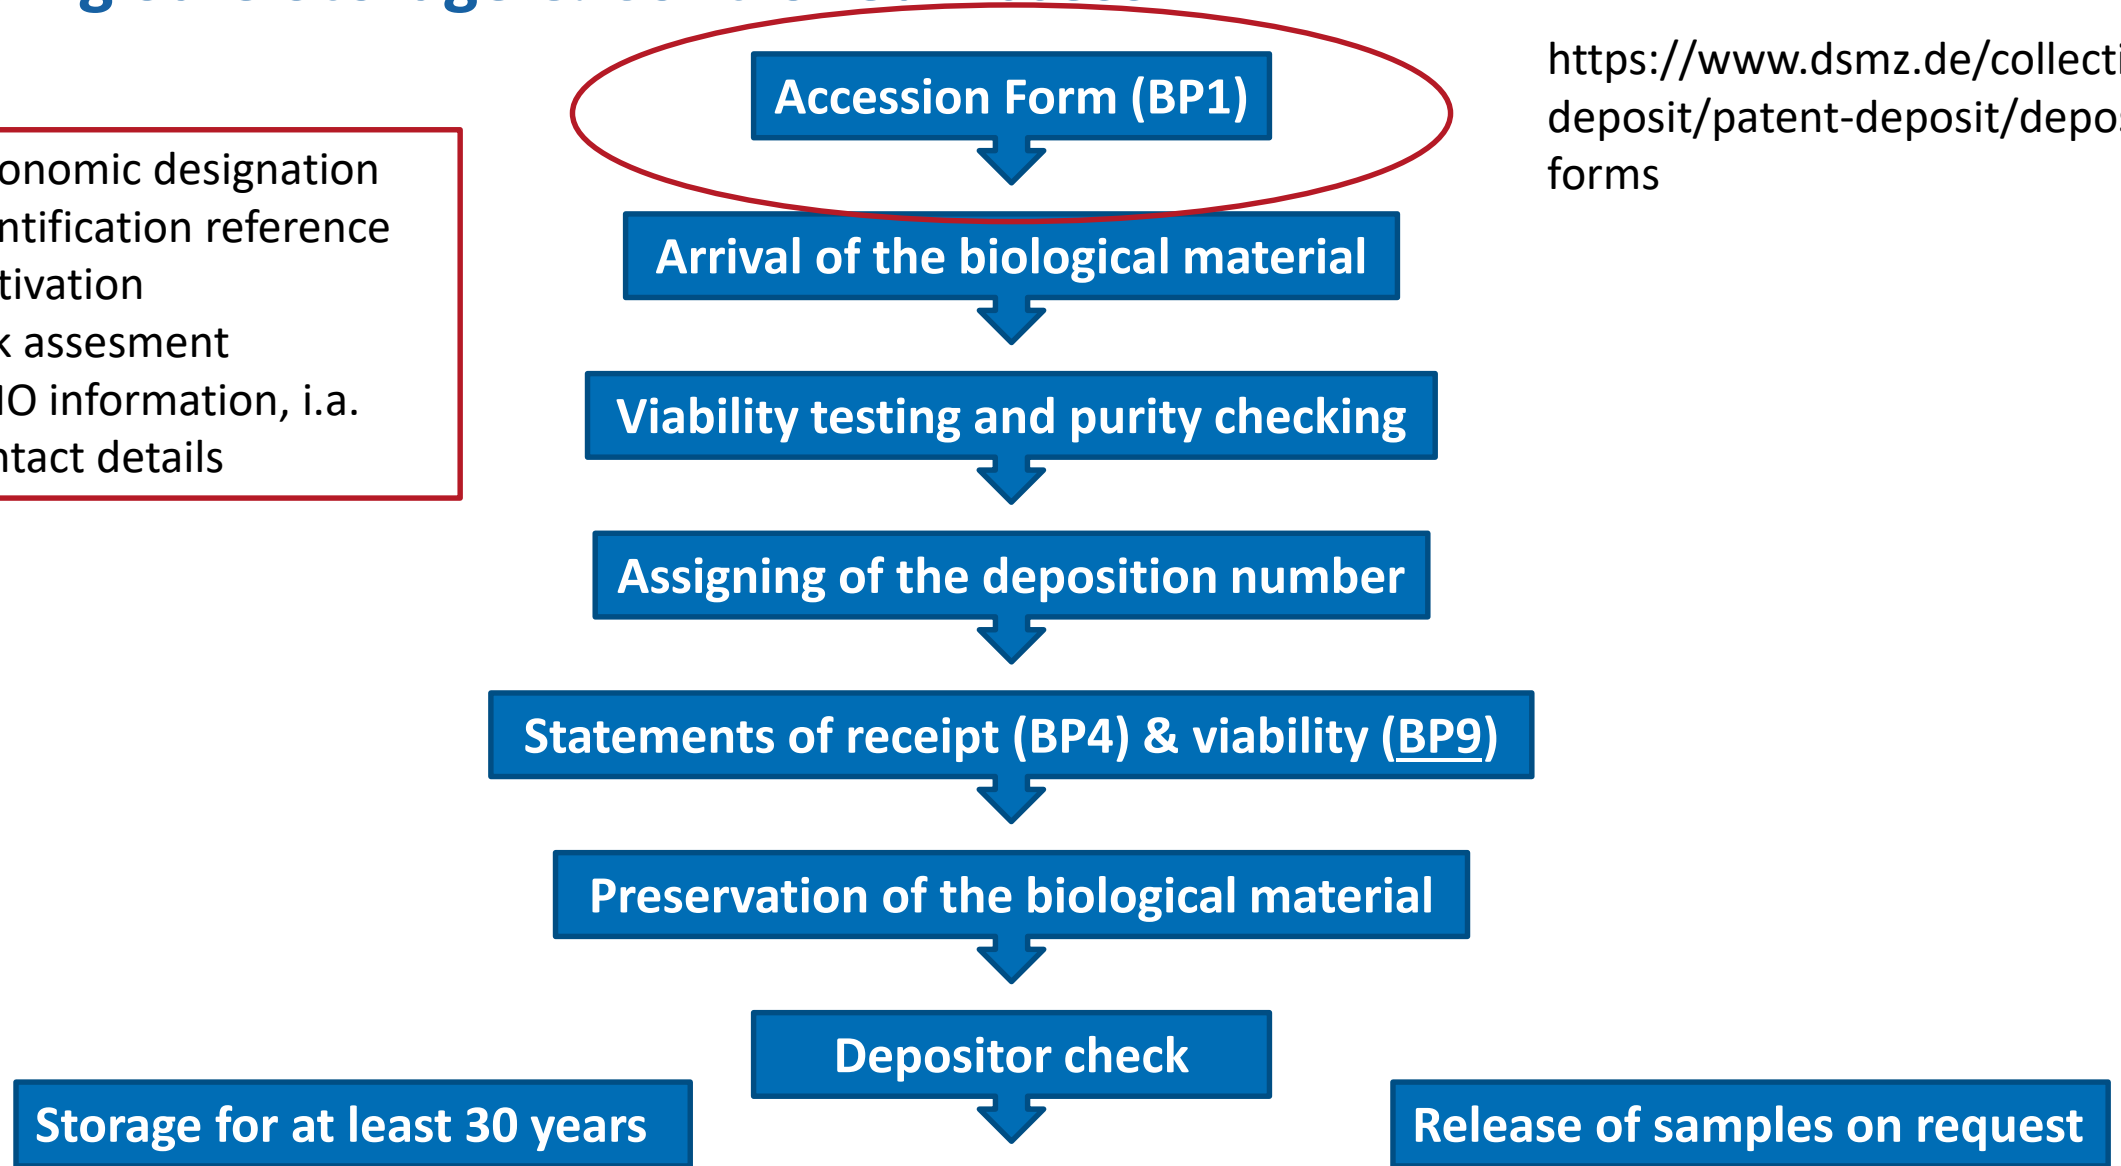 Accession Form (BP1)
https://www.dsmz.de/collecti
deposit/patent-deposit/depos
forms
onomic designation
ntification reference
tivation
k assesment
IO information, i.a.
ntact details
Arrival of the biological material
Viability testing and purity checking
Assigning of the deposition number
Statements of receipt (BP4) & viability (BP9)
Preservation of the biological material
Depositor check
Storage for at least 30 years
Release of samples on request